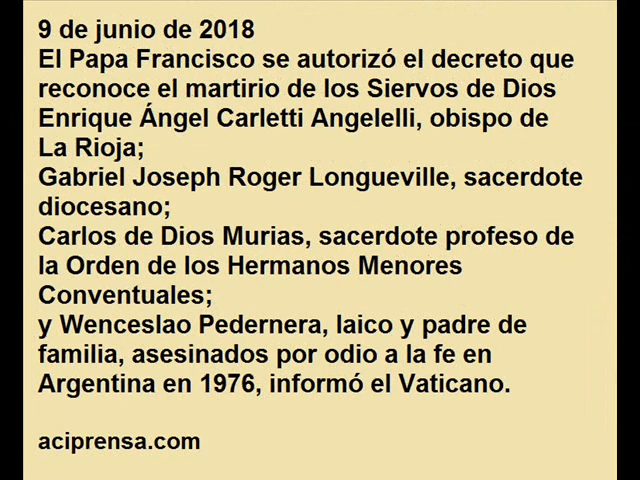 9 de junio de 2018
El Papa Francisco se autorizó el decreto que
reconoce el martirio de los Siervos de Dios
Enrique Ángel Carletti Angelelli, obispo de
La Rioja;
Gabriel Joseph Roger Longueville, sacerdote
diocesano;
Carlos de Dios Murias, sacerdote profeso de
la Orden de los Hermanos Menores
Conventuales;
y Wenceslao Pedernera, laico y padre de
familia, asesinados por odio a la fe en
Argentina en 1976, informó el Vaticano.
aciprensa.com